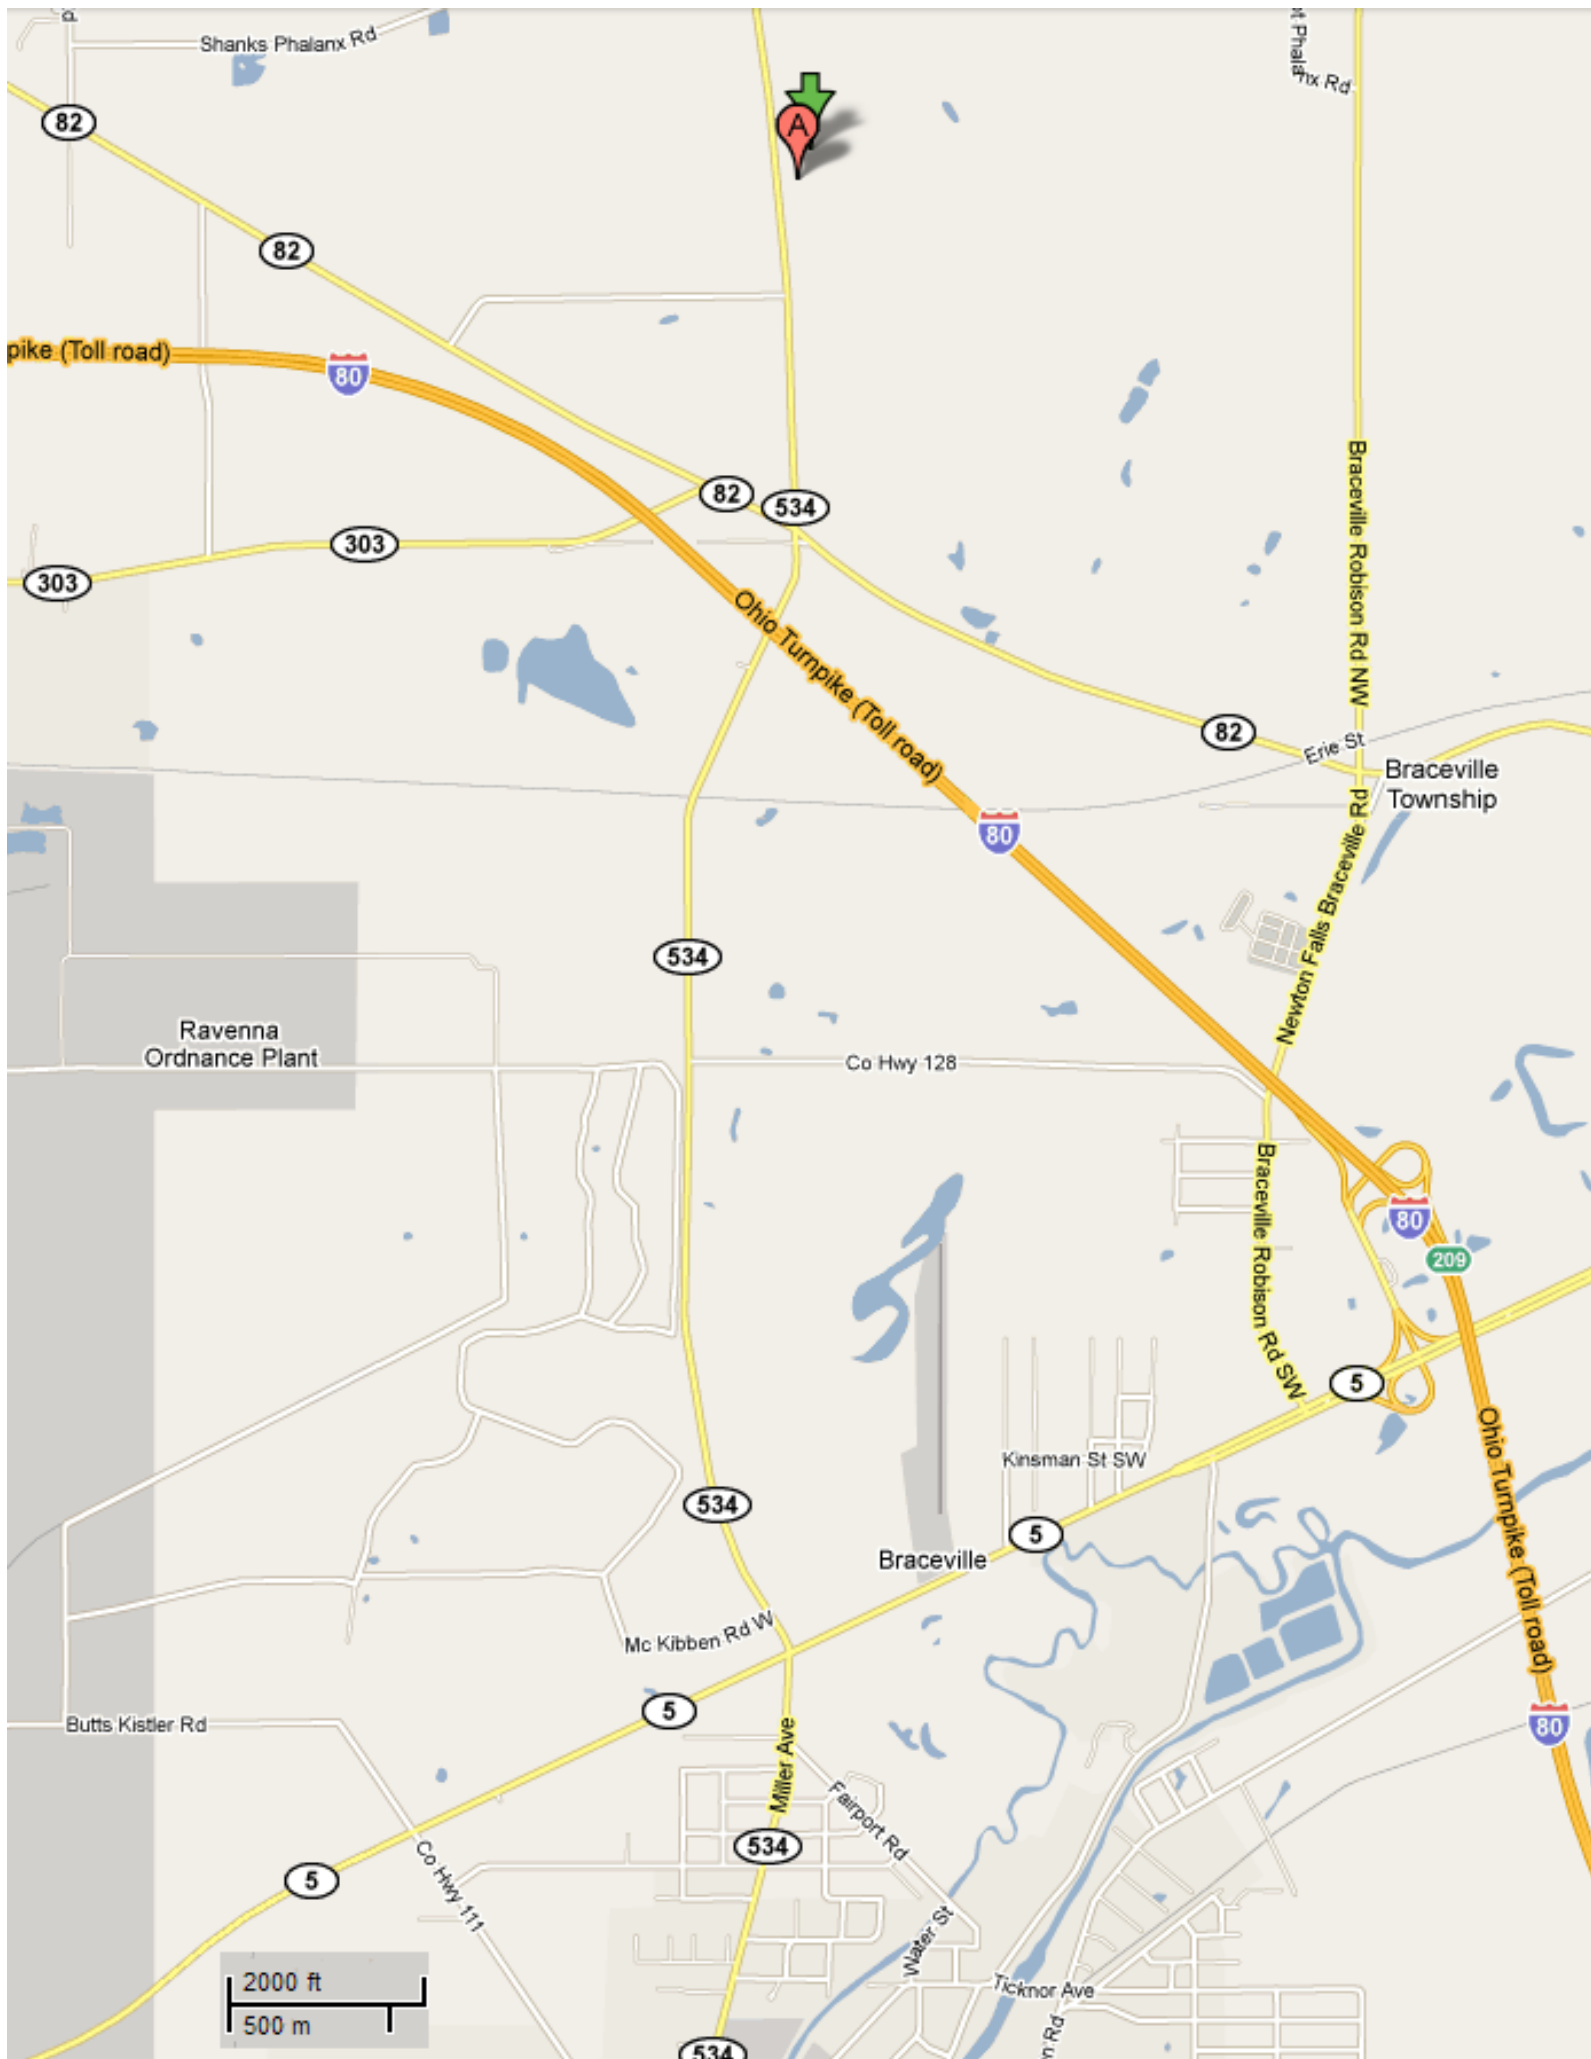 Shanks Phalanx Rd
nx Rd
82
A
82
pike (Toll road)
80
82
534
303
303
Braceville Robison Rd NW
Ohio Turnpike (Toll road)
82
Erie St
Braceville
Township
80
Newton Falls Braceville Rd
534
Ravenna
Ordnance Plant
Co Hwy 128
Braceville Robison Rd SW
80
209
5
Ohio Turnpike (Toll road)
Kinsman St SW
534
5
Braceville
Mc Kibben Rd W
5
Butts Kistler Rd
80
Miller Ave
Fairport Rd
534
5
Co Hwy 111
Water St
Ticknor Ave
n Rd
2000 ft
500 m
534